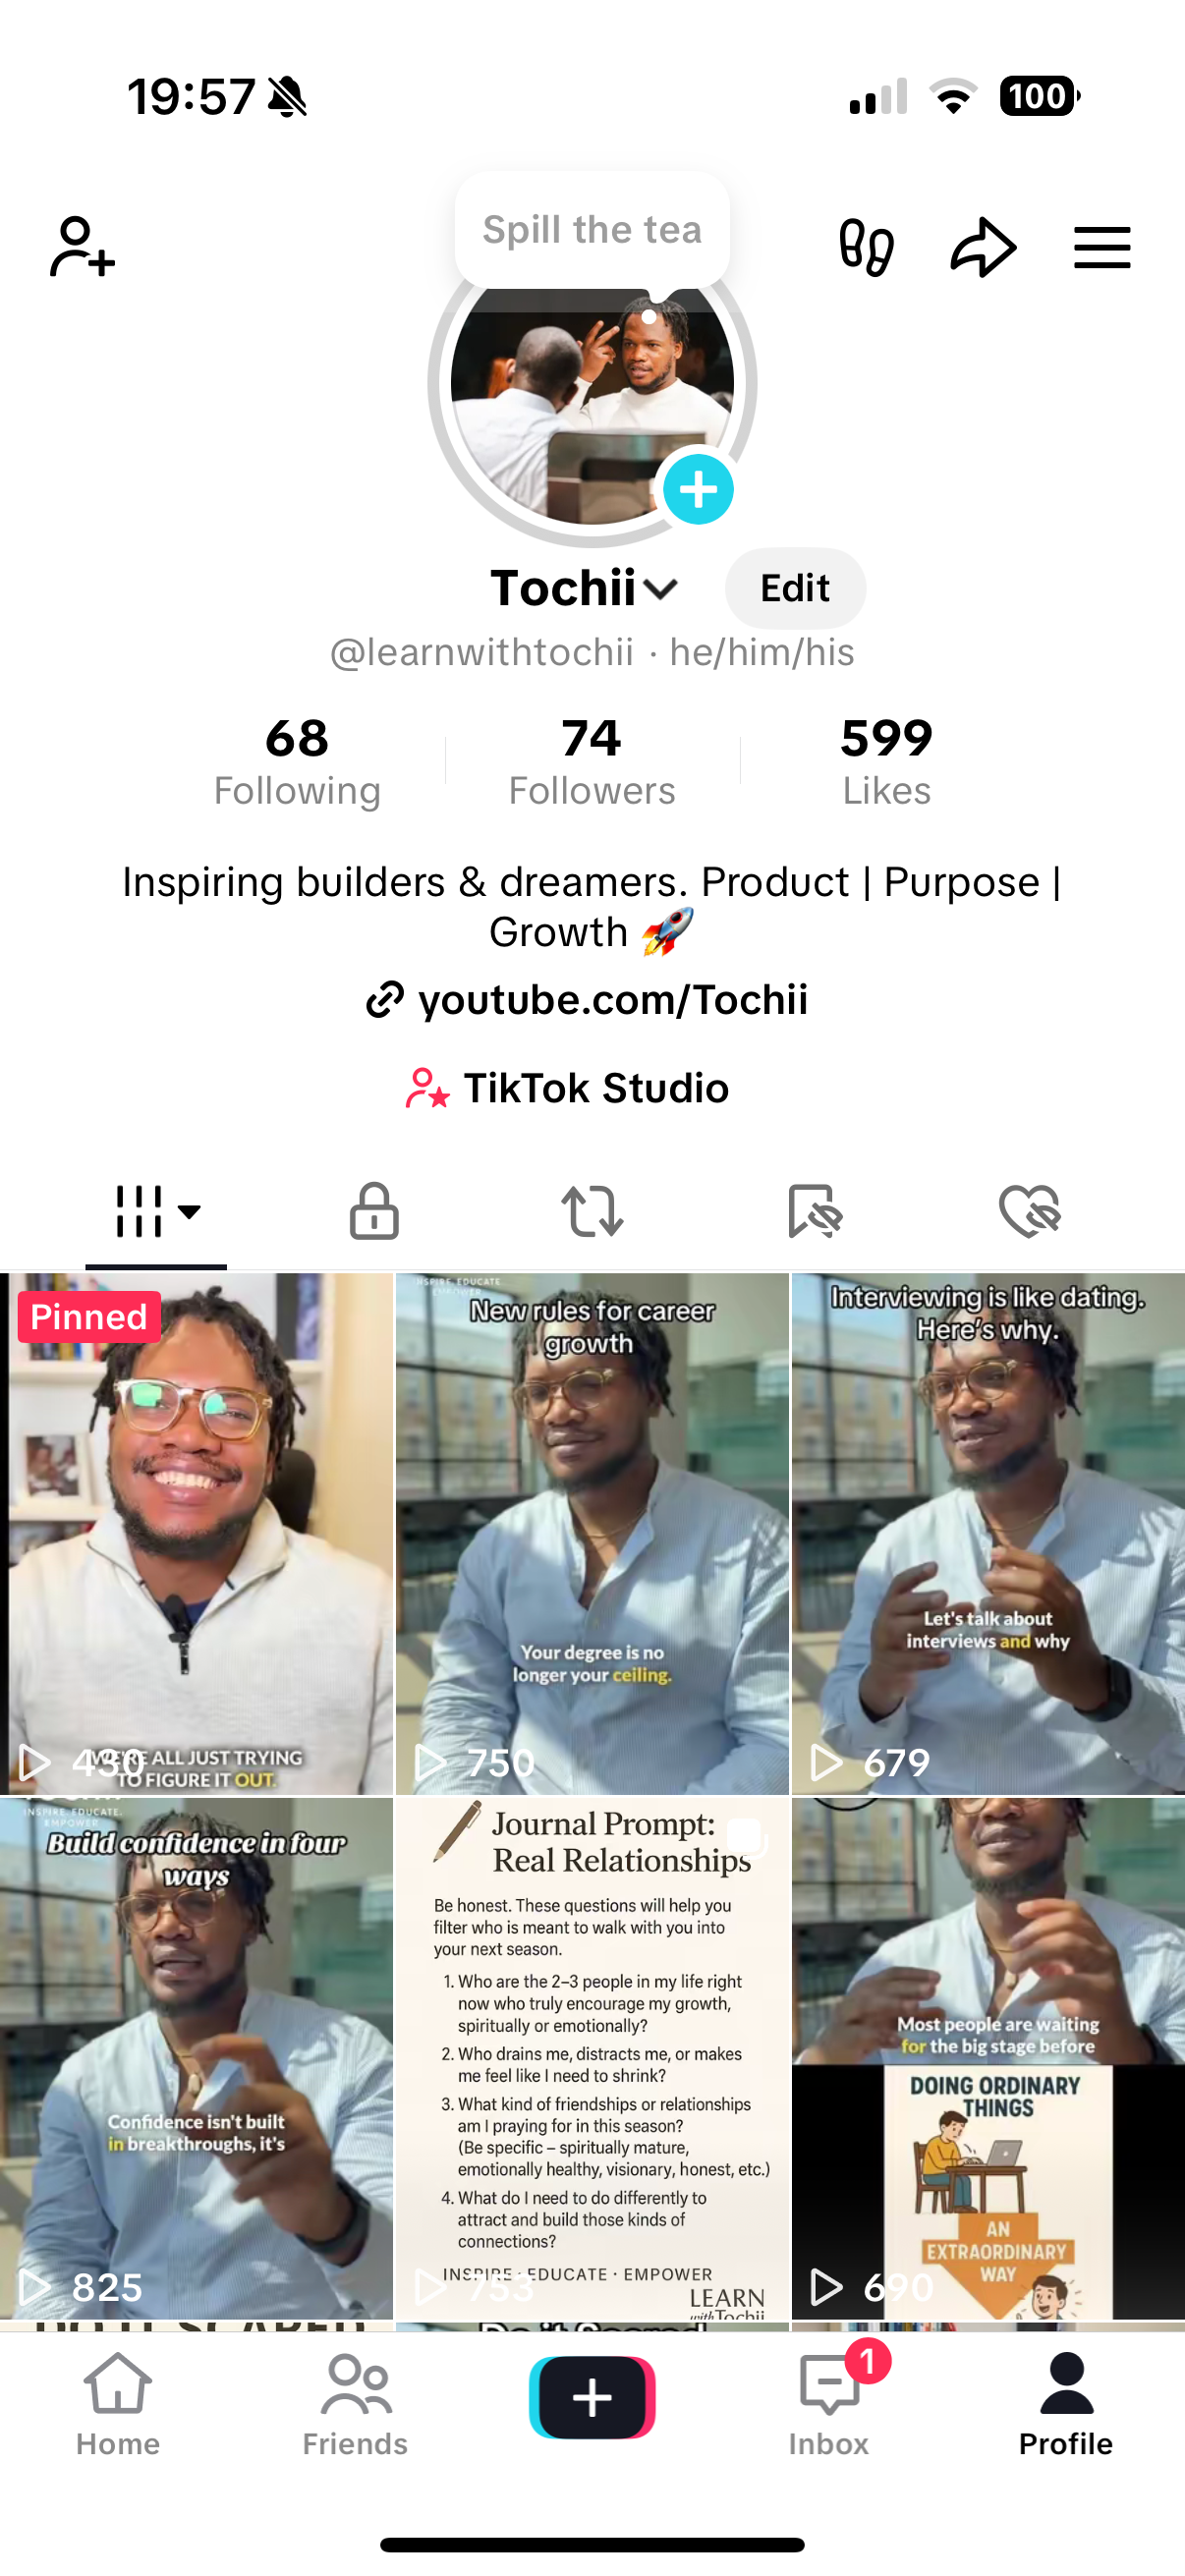 19:57
100
Spill the tea
Tochii
Edit
@learnwithtochii · he/him/his
68
Following
74
Followers
599
Likes
Inspiring builders & dreamers. Product | Purpose |
Growth 🚀
youtube.com/Tochii
TikTok Studio
Pinned
WE'RE ALL JUST TRYING
TO FIGURE IT OUT.
430
INSPIRE. EDUCATE.
EMPOWER
New rules for career
growth
Your degree is no
longer your ceiling.
750
Interviewing is like dating.
Here's why.
Let's talk about
interviews and why
679
INSPIRE. EDUCATE.
EMPOWER
Build confidence in four
ways
Confidence isn't built
in breakthroughs, it's
825
Journal Prompt:
Real Relationships
Be honest. These questions will help you
filter who is meant to walk with you into
your next season.
1. Who are the 2–3 people in my life right
now who truly encourage my growth,
spiritually or emotionally?
2. Who drains me, distracts me, or makes
me feel like I need to shrink?
3. What kind of friendships or relationships
am I praying for in this season?
(Be specific – spiritually mature,
emotionally healthy, visionary, honest, etc.)
4. What do I need to do differently to
attract and build those kinds of
connections?
INSPIRE · EDUCATE · EMPOWER
LEARN
with Tochii
753
Most people are waiting
for the big stage before
DOING ORDINARY
THINGS
AN
EXTRAORDINARY
WAY
690
Do it Scared
1
Home
Friends
Inbox
Profile